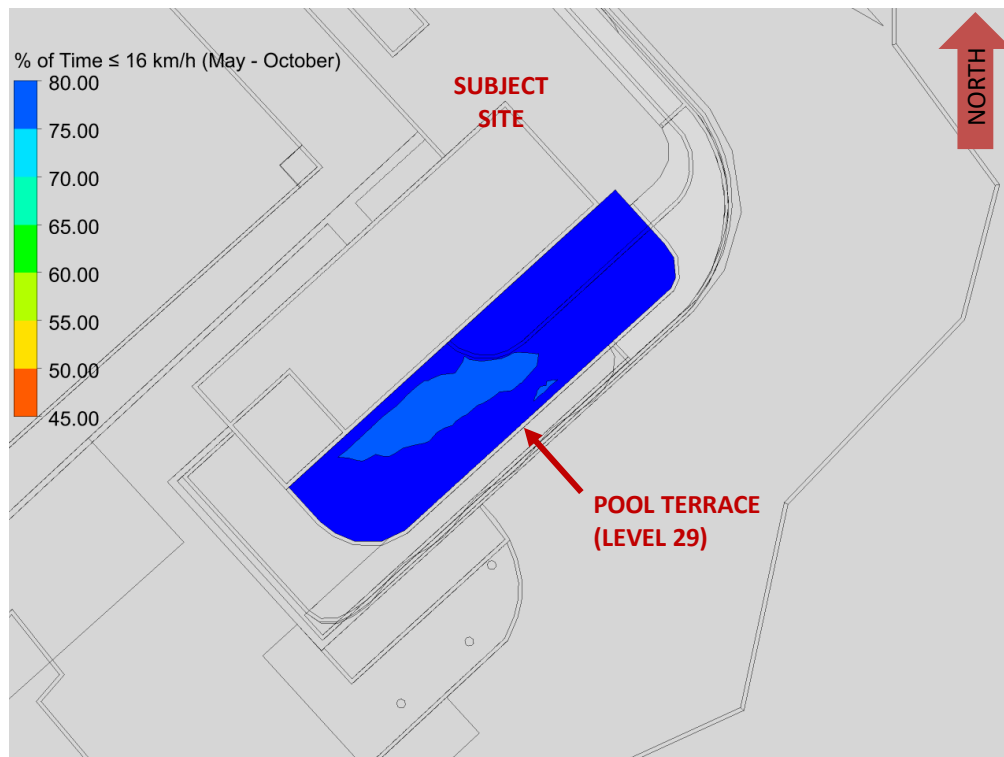 % of Time ≤ 16 km/h (May - October)
80.00
75.00
70.00
65.00
60.00
55.00
50.00
45.00
SUBJECT
SITE
NORTH
POOL TERRACE
(LEVEL 29)